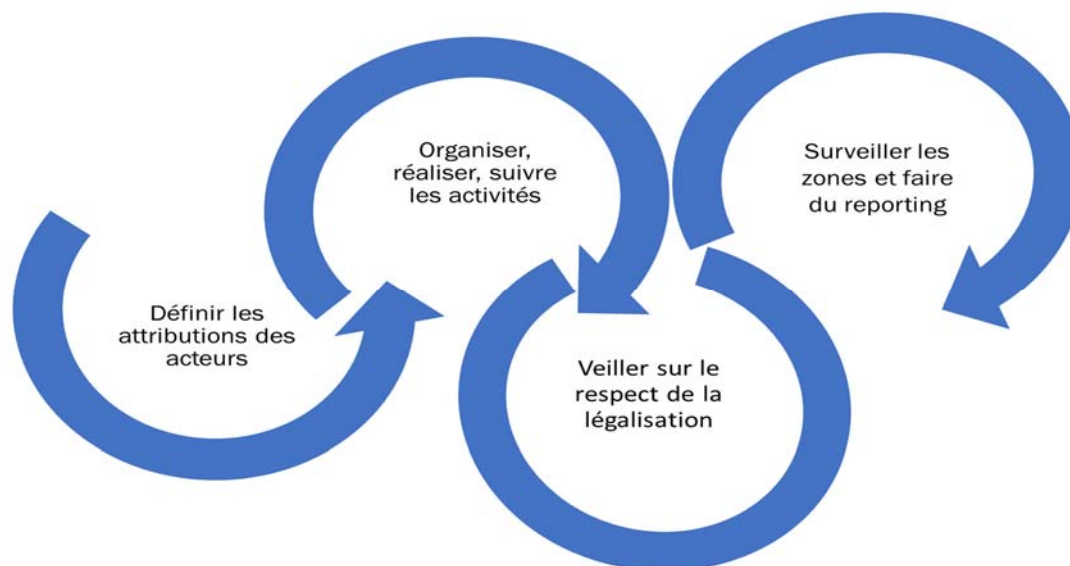 Définir les
attributions des
acteurs
Organiser,
réaliser, suivre
les activités
Veiller sur le
respect de la
légalisation
Surveiller les
zones et faire
du reporting